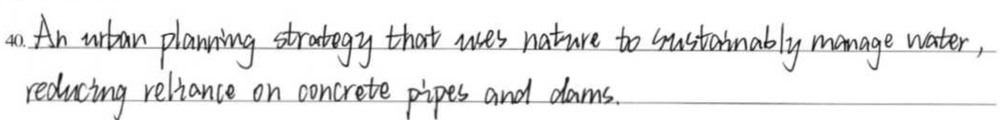 40. An urban planning strategy that uses nature to sustainably manage water,
reducing reliance on concrete pipes and dams.